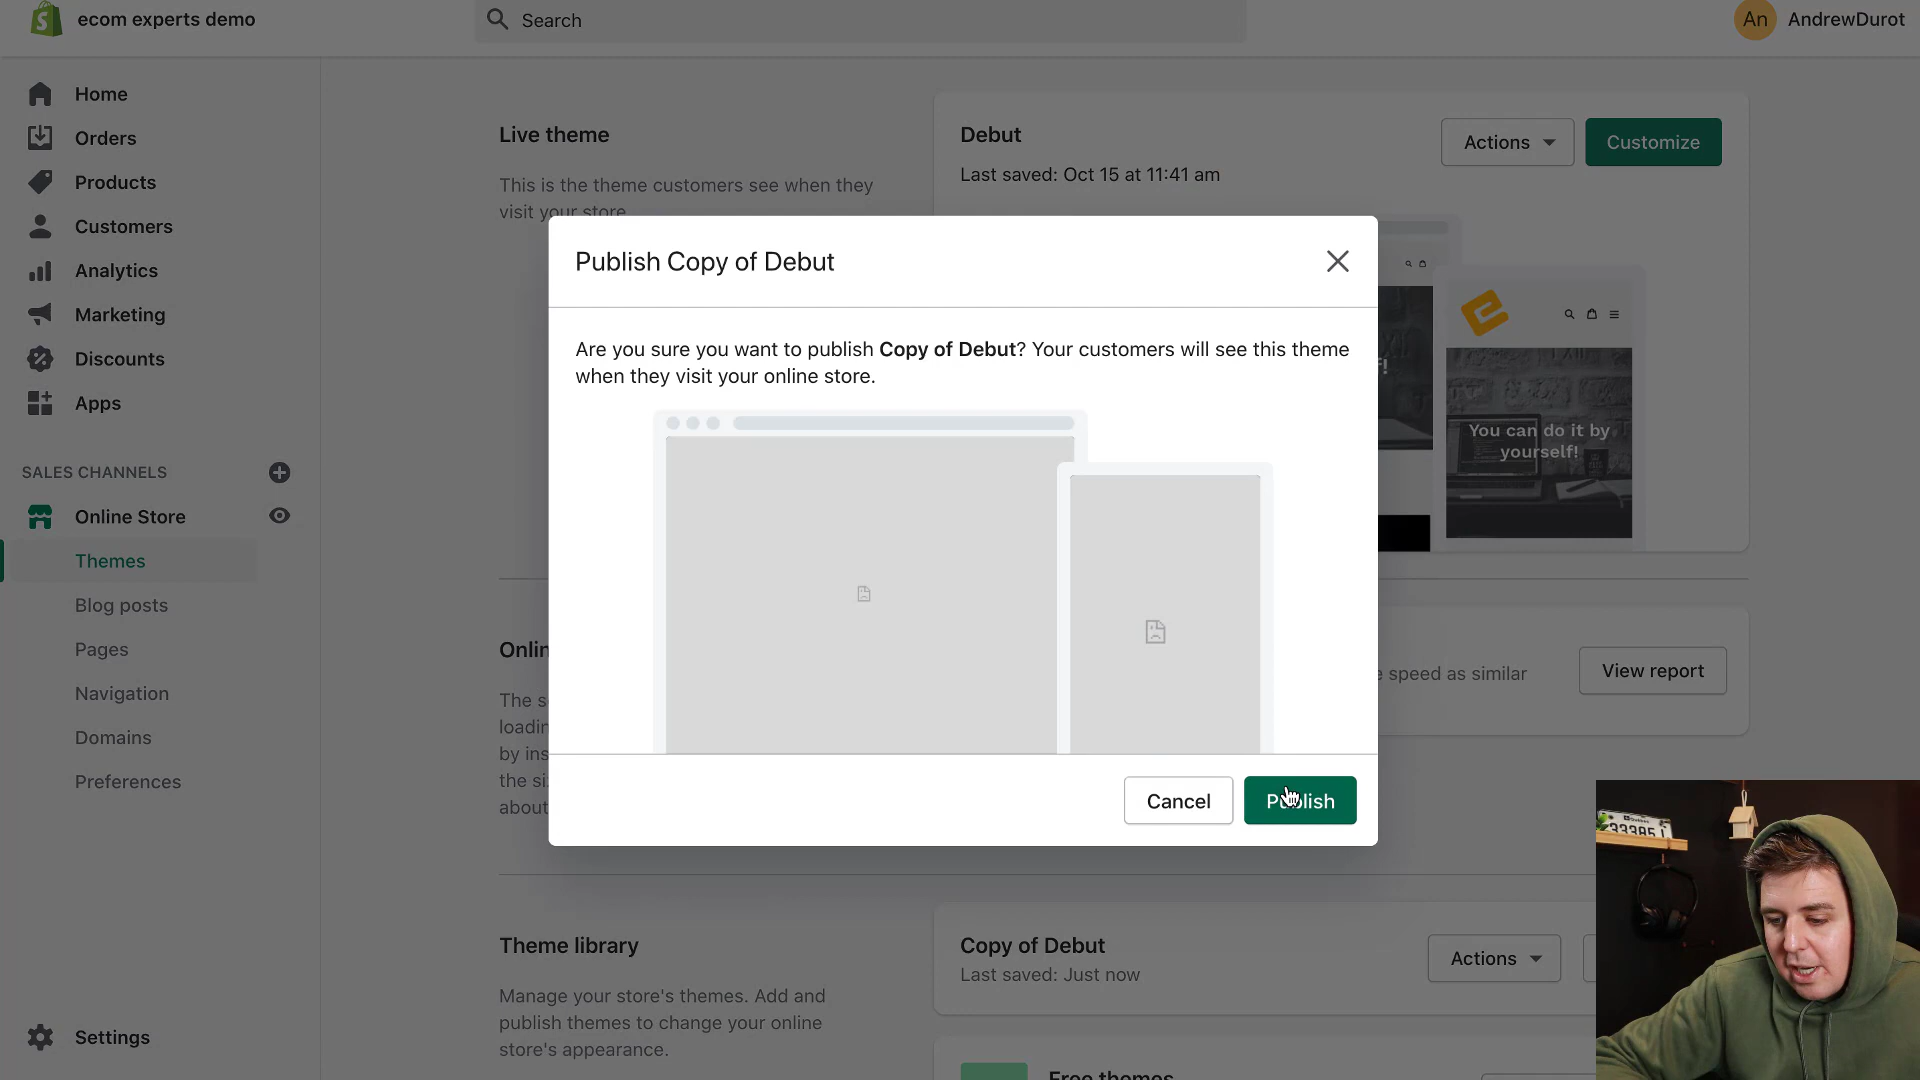 ecom experts demo
Search
An
AndrewDurot
Home
Orders
Products
Customers
Analytics
Marketing
Discounts
Apps
SALES CHANNELS
Online Store
Themes
Blog posts
Pages
Navigation
Domains
Preferences
Settings
Live theme
This is the theme customers see when they
visit your store
Debut
Last saved: Oct 15 at 11:41 am
Actions
Customize
You can do it by
yourself!
Publish Copy of Debut
Are you sure you want to publish Copy of Debut? Your customers will see this theme
when they visit your online store.
Cancel
Publish
The
by
the
about
speed as similar
View report
Theme library
Manage your store's themes. Add and
publish themes to change your online
store's appearance.
Copy of Debut
Last saved: Just now
Actions
Free themes